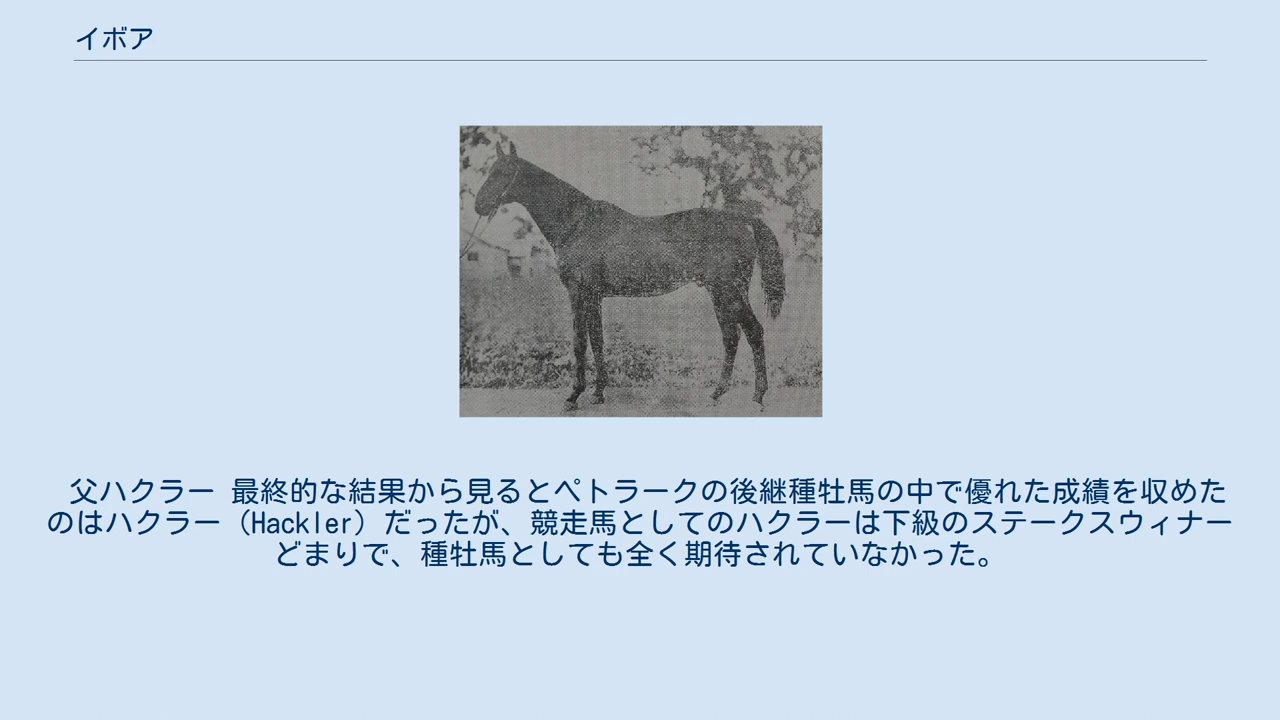 イボア
父ハクラー 最終的な結果から見るとペトラークの後継種牡馬の中で優れた成績を収めた
のはハクラー（Hackler）だったが、競走馬としてのハクラーは下級のステークスウィナー
どまりで、種牡馬としても全く期待されていなかった。